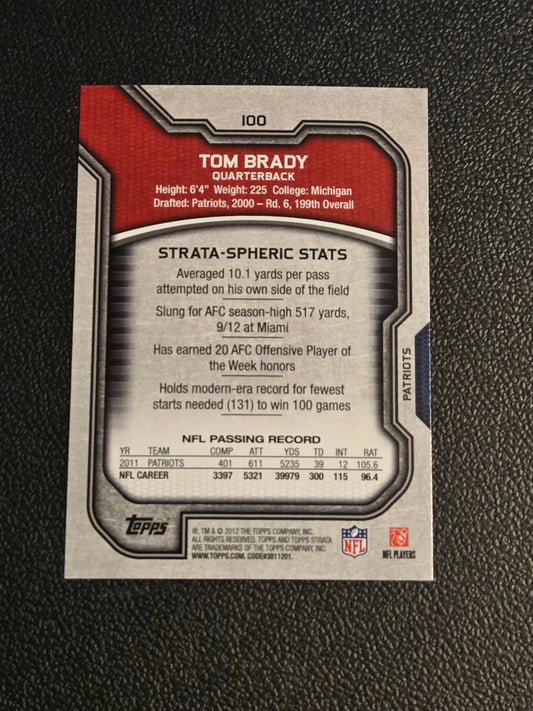 100
TOM BRADY
QUARTERBACK
Height: 6'4" Weight: 225 College: Michigan
Drafted: Patriots, 2000 – Rd. 6, 199th Overall
STRATA-SPHERIC STATS
Averaged 10.1 yards per pass
attempted on his own side of the field
Slung for AFC season-high 517 yards,
9/12 at Miami
Has earned 20 AFC Offensive Player of
the Week honors
Holds modern-era record for fewest
starts needed (131) to win 100 games
PATRIOTS
NFL PASSING RECORD
YR TEAM COMP ATT YDS TD INT RAT
2011 PATRIOTS 401 611 5235 39 12 105.6
NFL CAREER 3397 5321 39979 300 115 96.4
Topps
®, TM & © 2012 THE TOPPS COMPANY, INC.
ALL RIGHTS RESERVED. TOPPS AND TOPPS STRATA
ARE TRADEMARKS OF THE TOPPS COMPANY, INC.
WWW.TOPPS.COM. CODE#3811201.
NFL
NFL PLAYERS